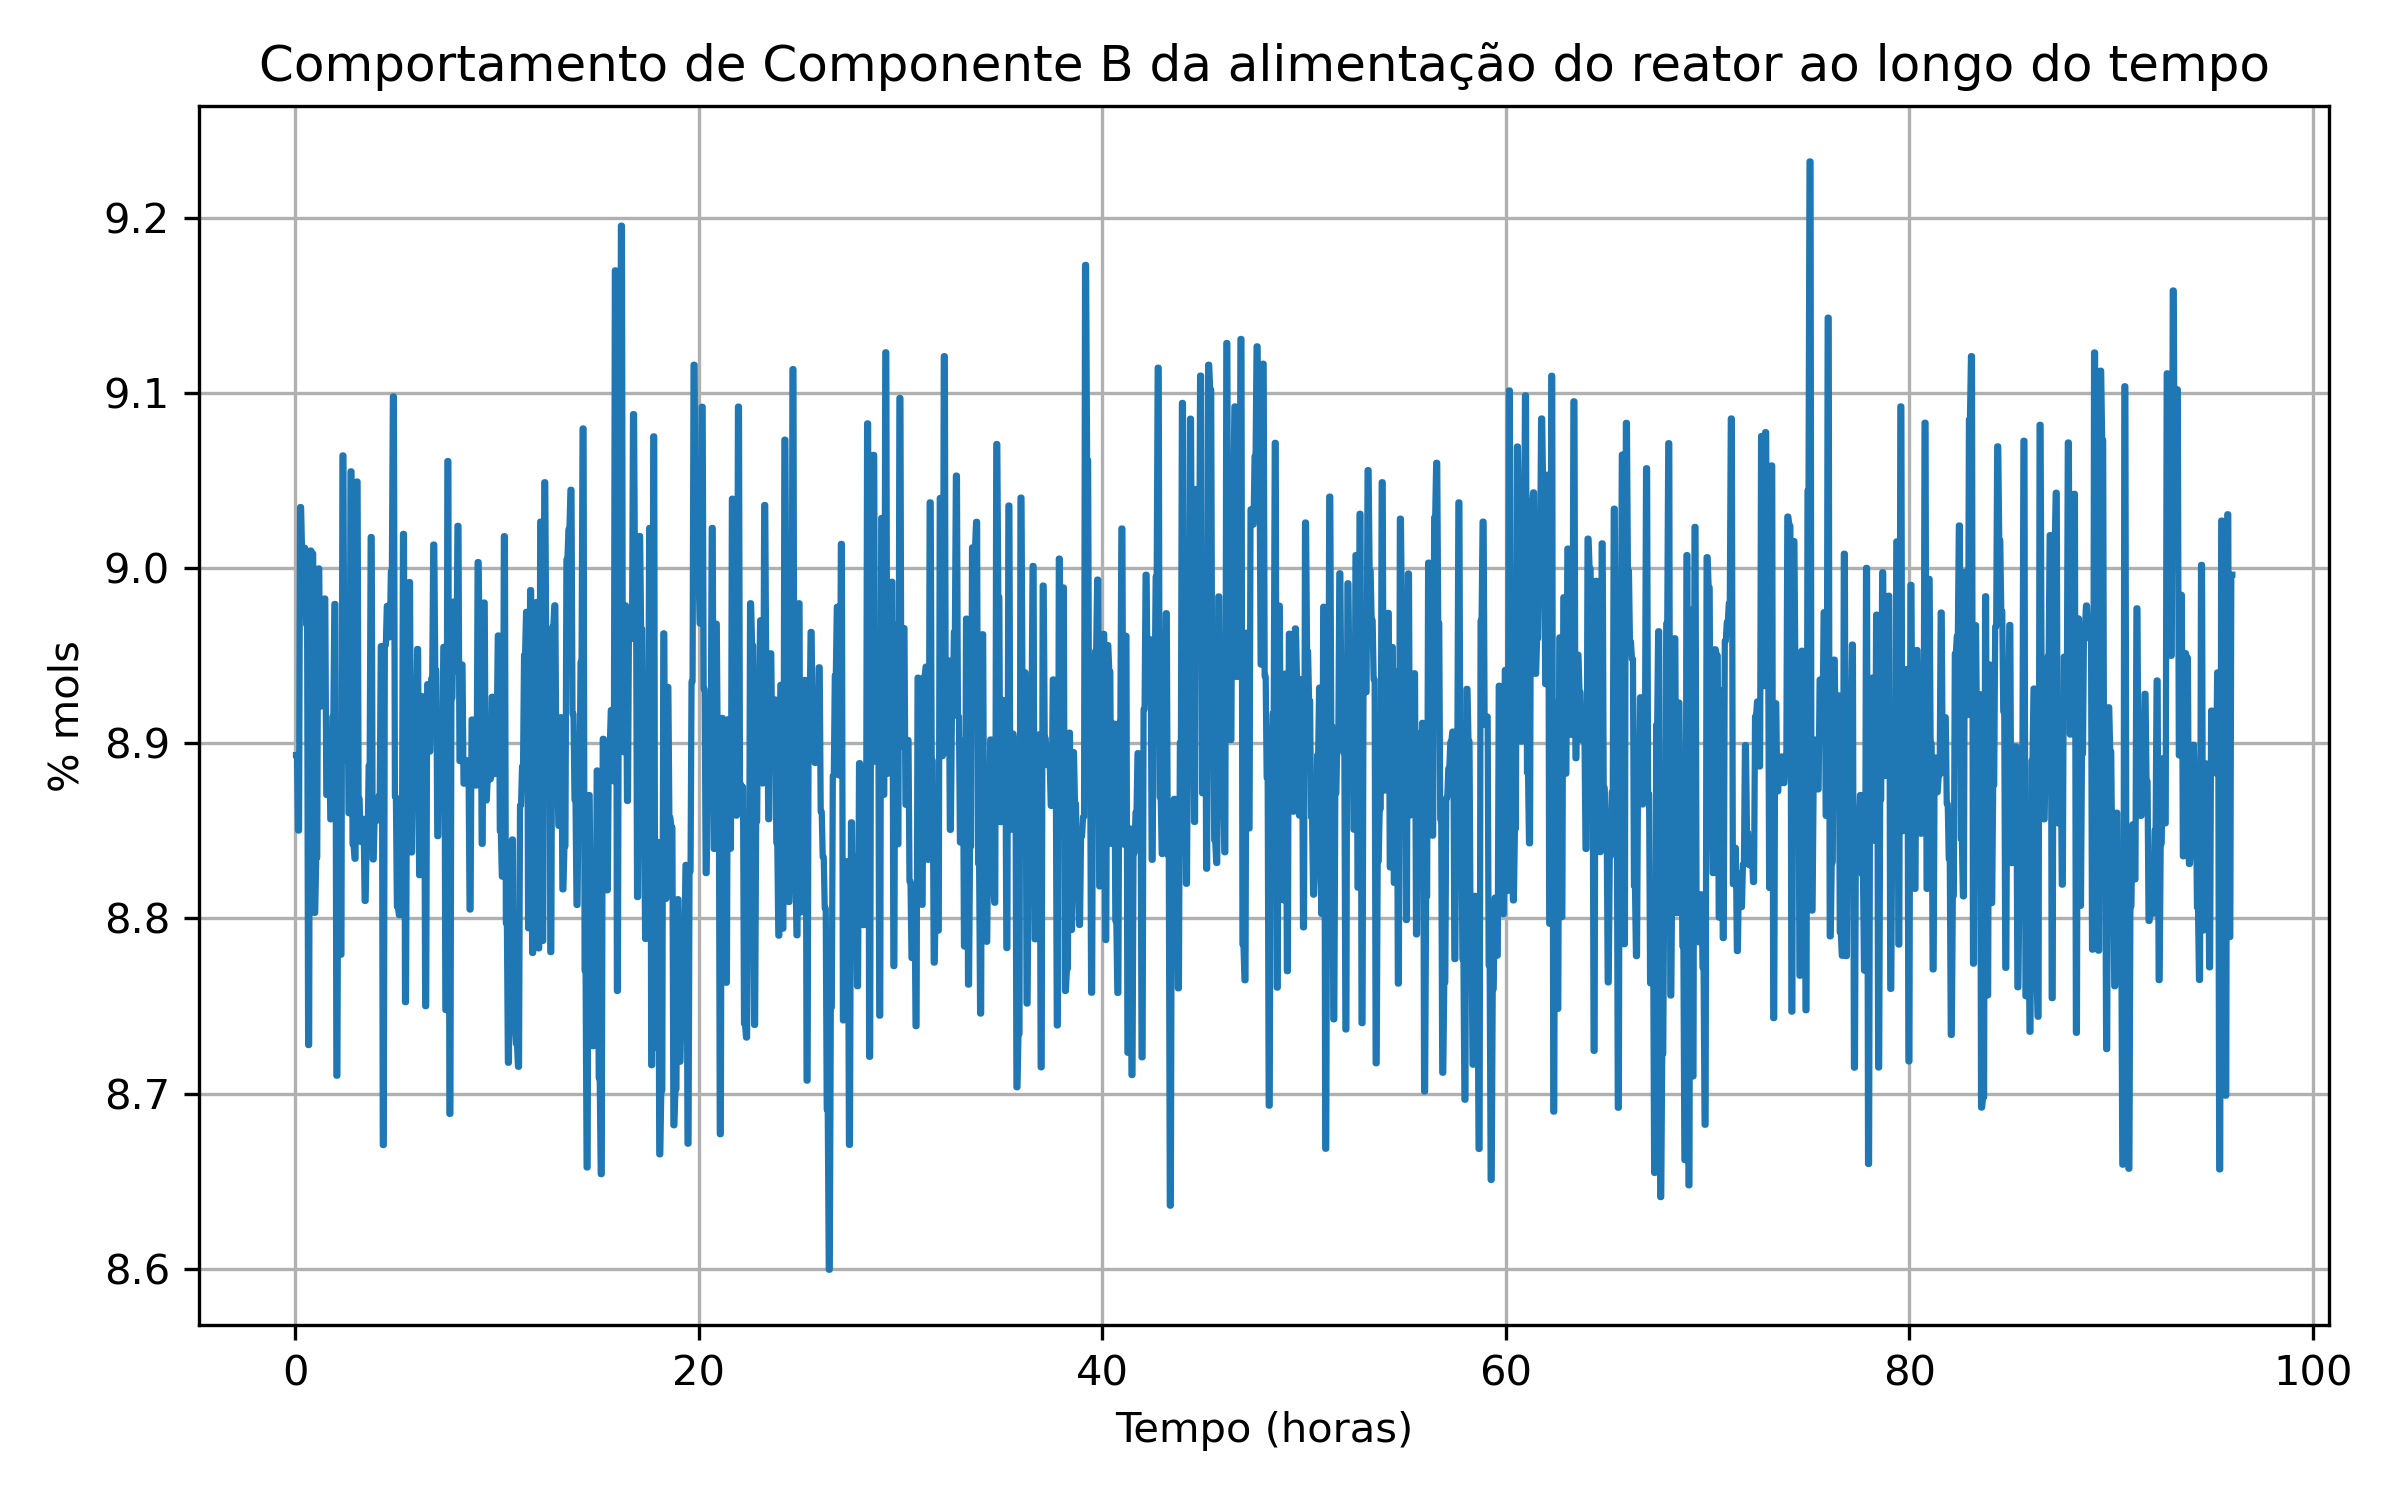 Comportamento de Componente B da alimentação do reator ao longo do tempo
9.2
9.1
9.0
8.9
8.8
8.7
8.6
% mols
0 20 40 60 80 100
Tempo (horas)